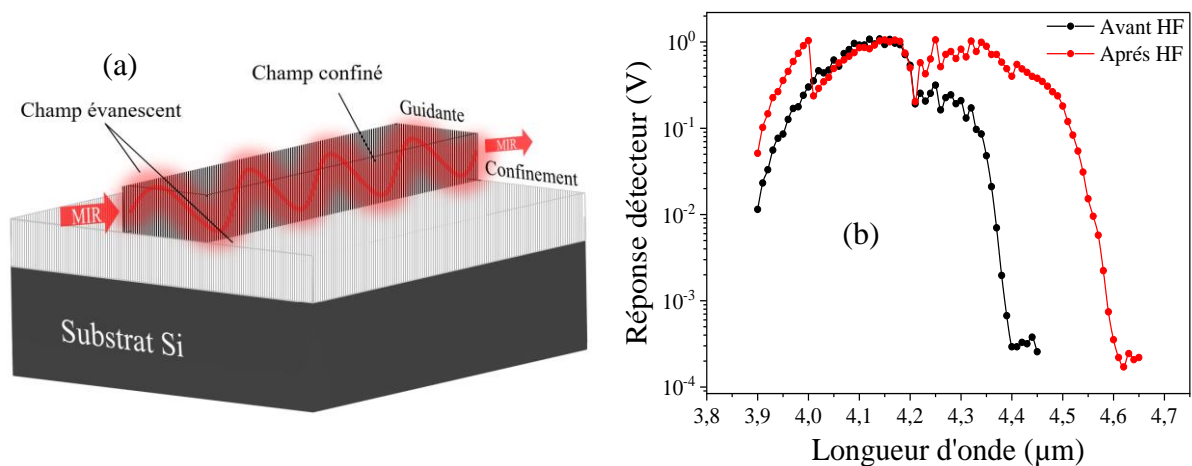 (a)
Champ confiné
Champ évanescent
Guidante
MIR
Confinement
MIR
Substrat Si
Avant HF
Aprés HF
(b)
Réponse détecteur (V)
10⁰
10⁻¹
10⁻²
10⁻³
10⁻⁴
3,8 3,9 4,0 4,1 4,2 4,3 4,4 4,5 4,6 4,7
Longueur d'onde (µm)